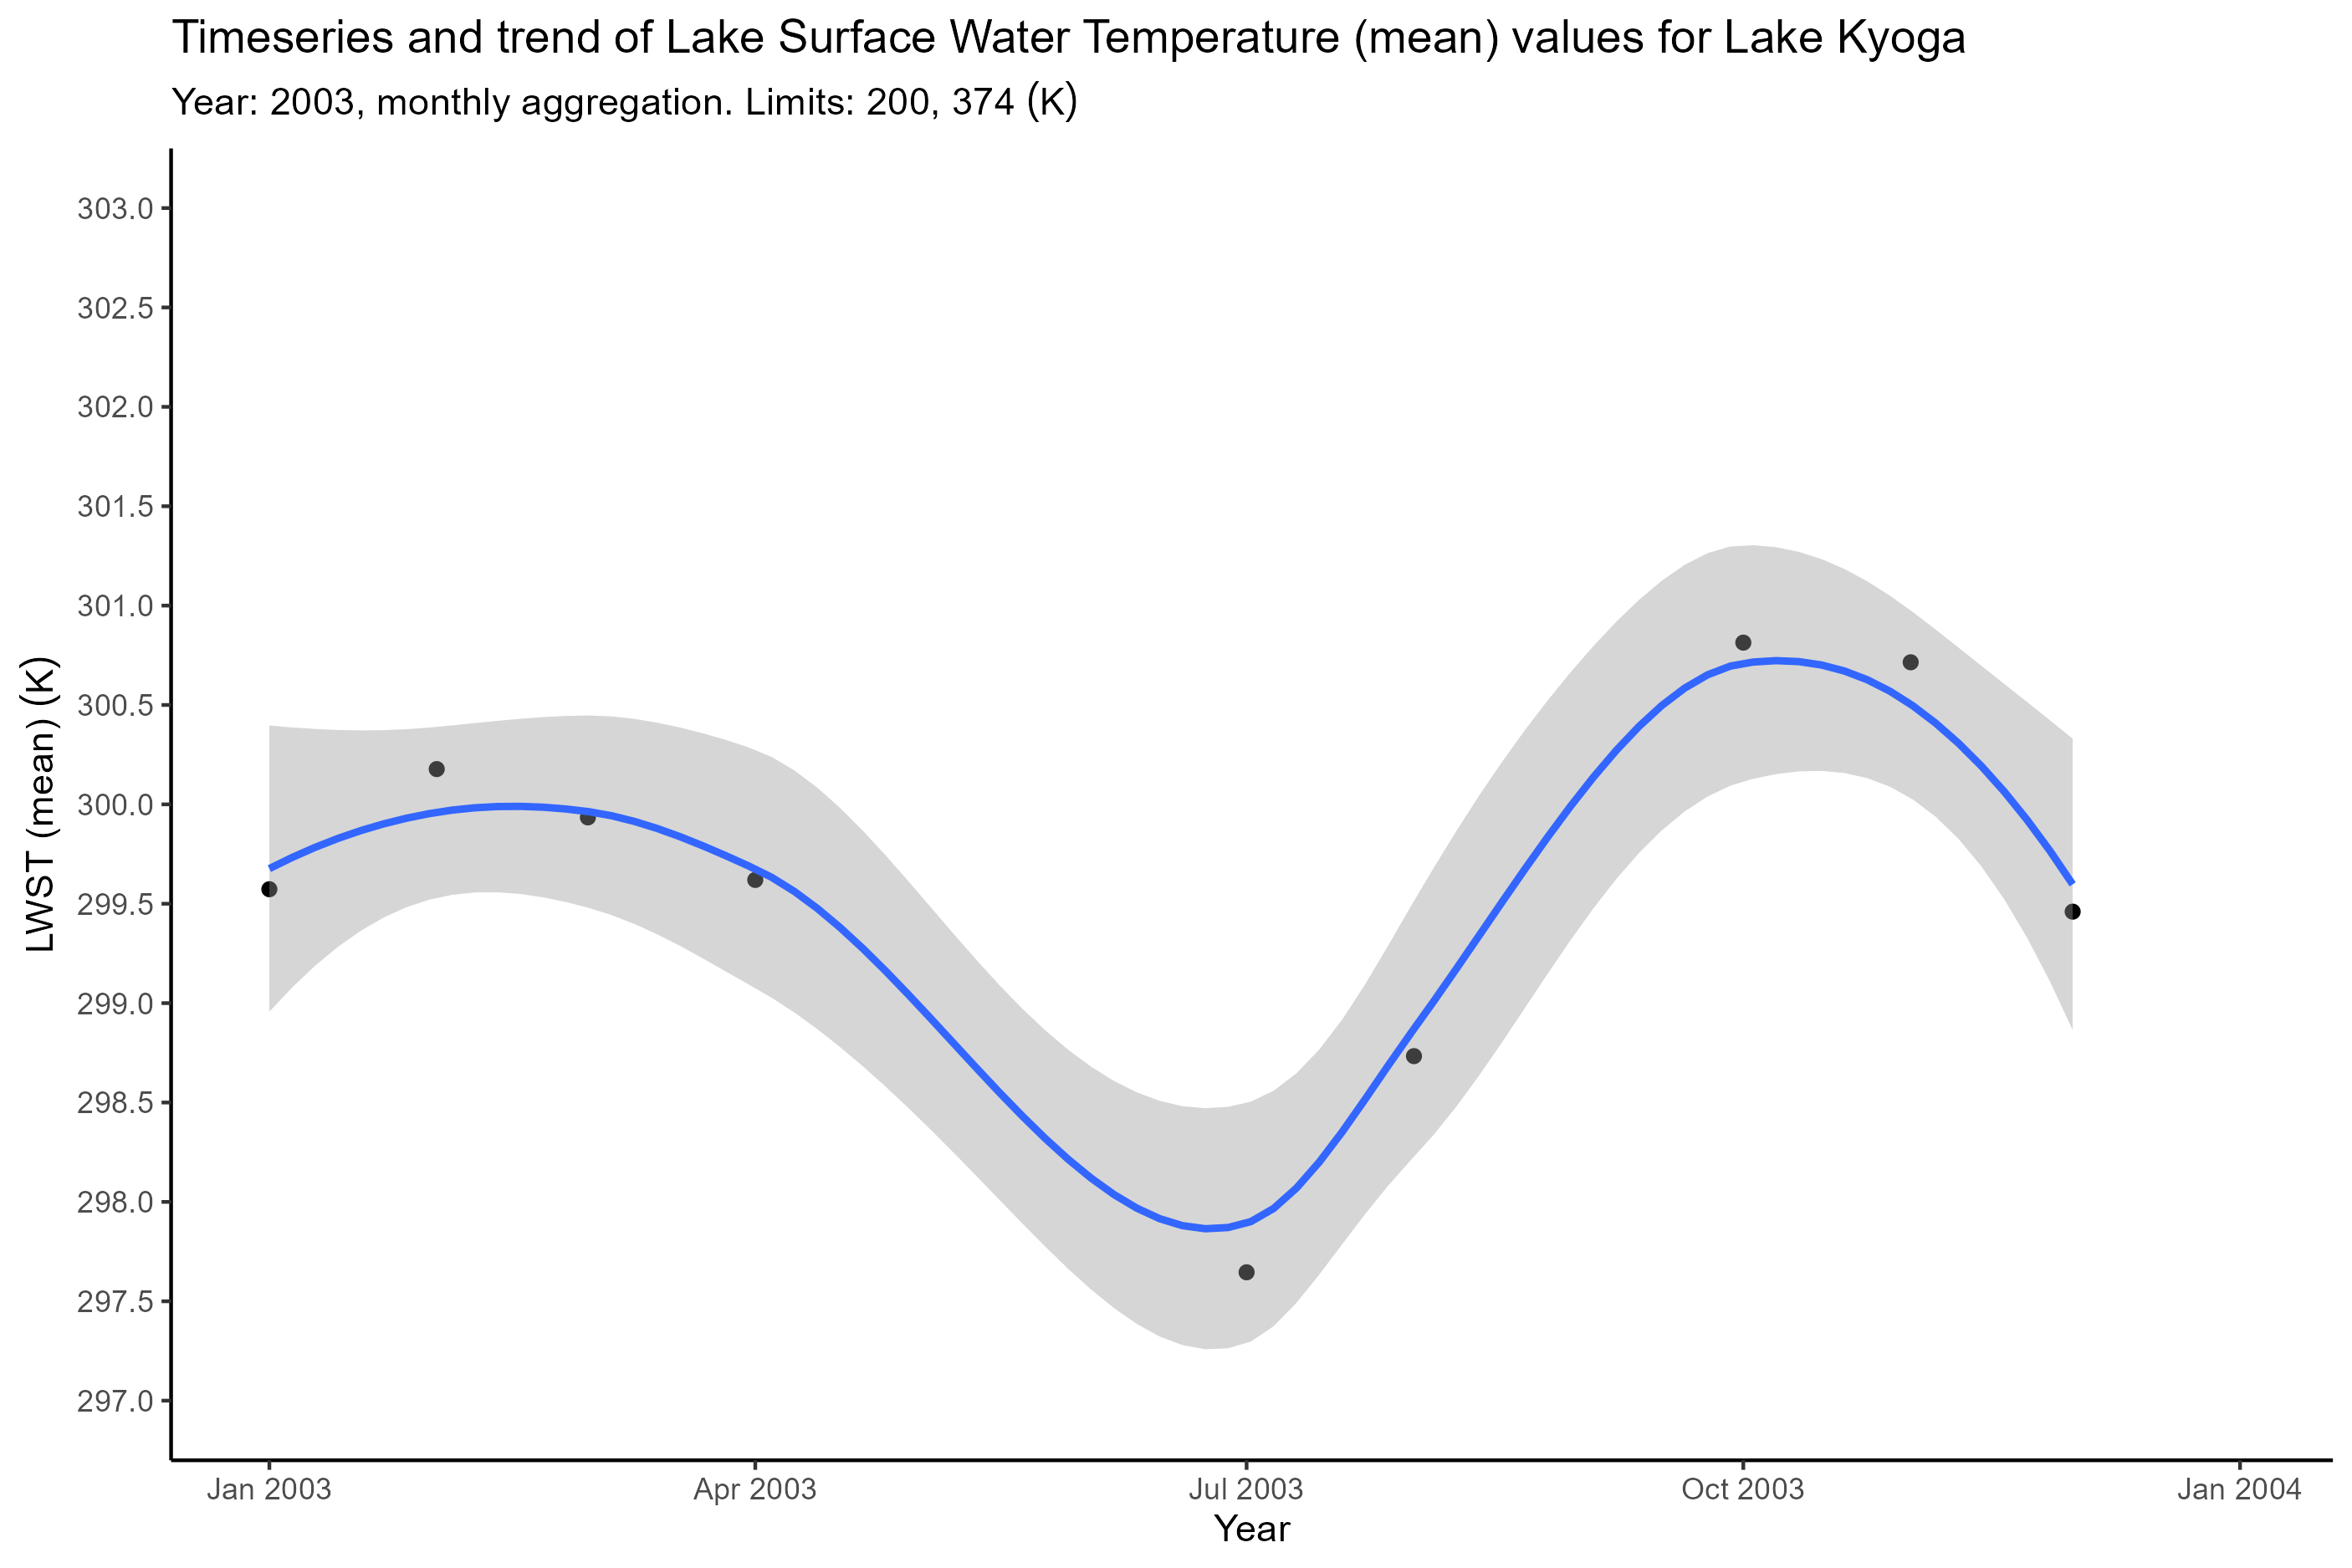 Timeseries and trend of Lake Surface Water Temperature (mean) values for Lake Kyoga
Year: 2003, monthly aggregation. Limits: 200, 374 (K)
303.0
302.5
302.0
301.5
301.0
300.5
300.0
299.5
299.0
298.5
298.0
297.5
297.0
LWST (mean) (K)
Jan 2003
Apr 2003
Jul 2003
Oct 2003
Jan 2004
Year